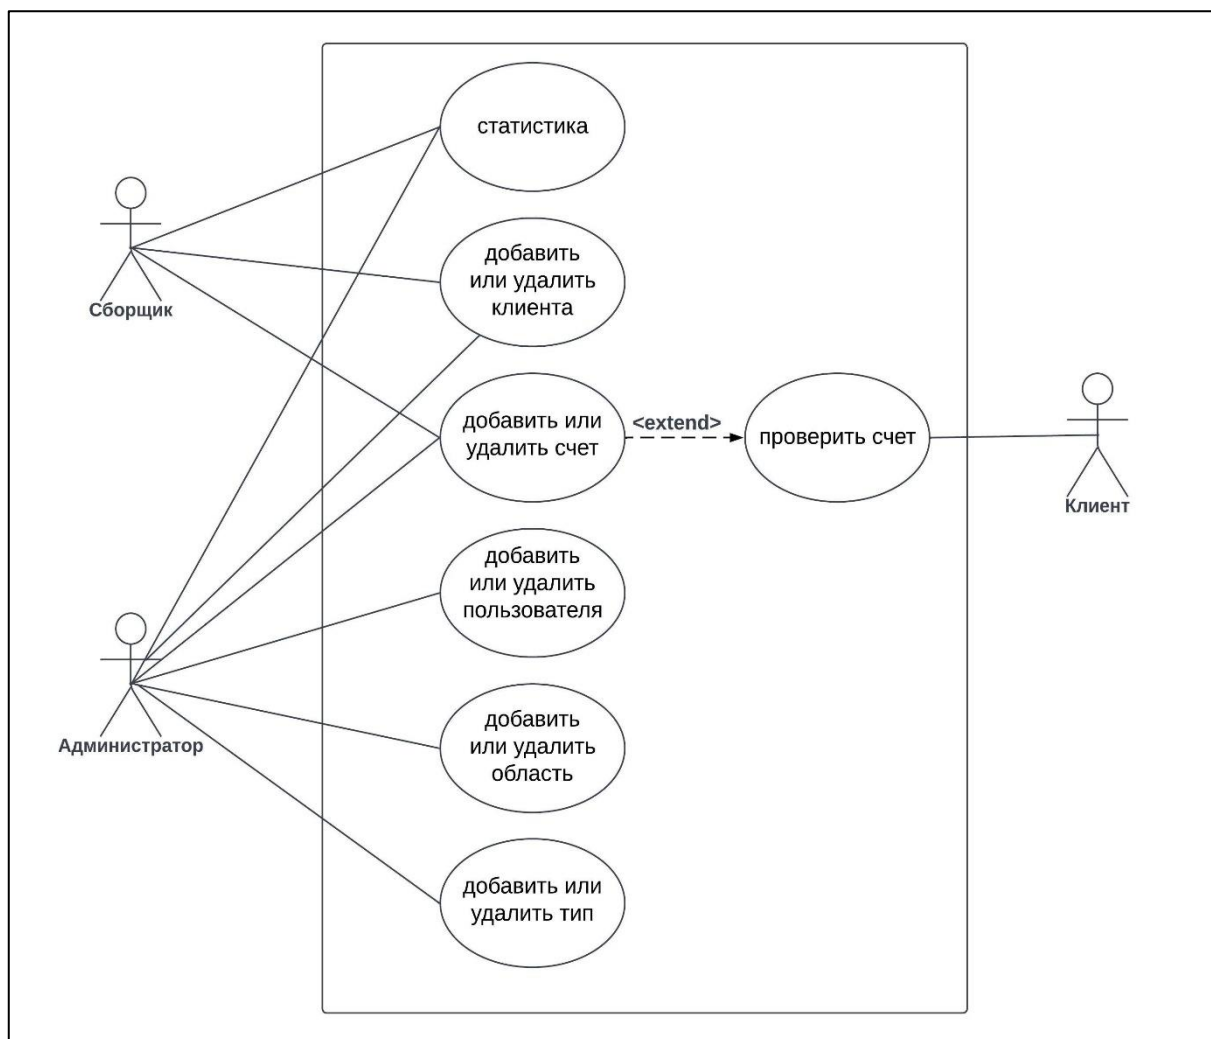 статистика
Сборщик
добавить
или удалить
клиента
добавить или
удалить счет
<extend>
проверить счет
Клиент
добавить
или удалить
пользователя
Администратор
добавить
или удалить
область
добавить или
удалить тип